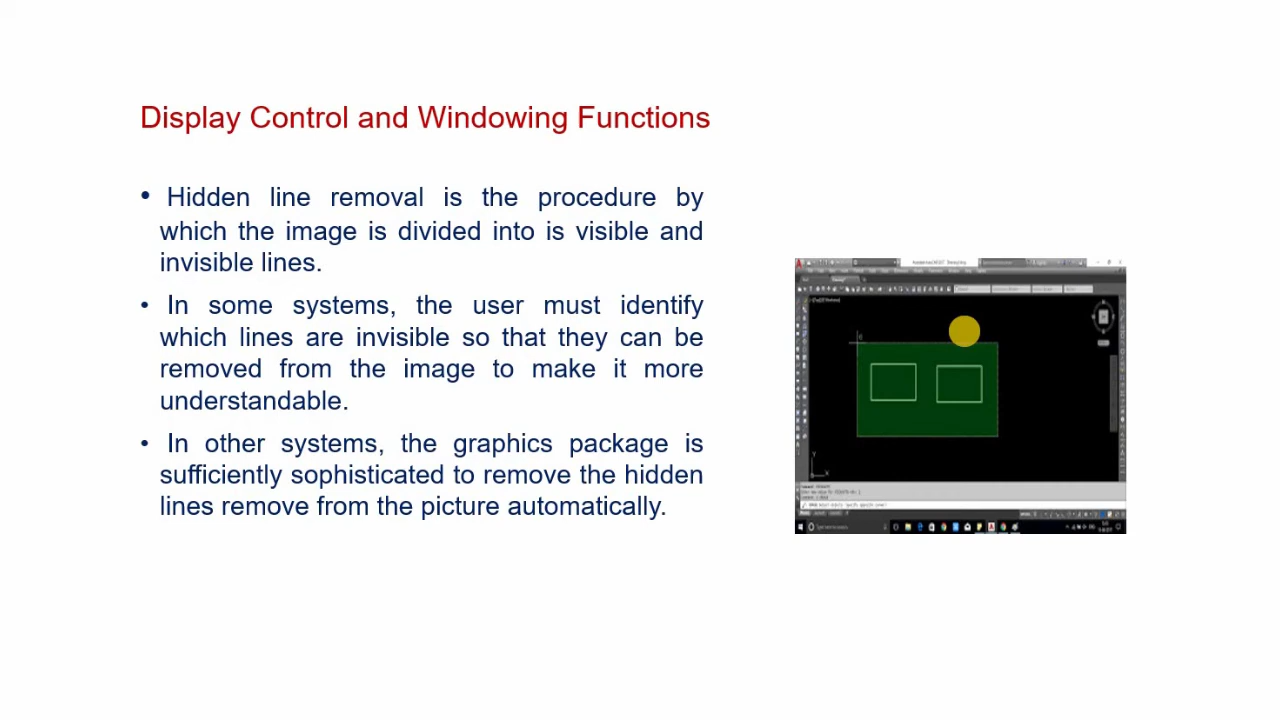 Display Control and Windowing Functions
• Hidden line removal is the procedure by
which the image is divided into is visible and
invisible lines.
• In some systems, the user must identify
which lines are invisible so that they can be
removed from the image to make it more
understandable.
• In other systems, the graphics package is
sufficiently sophisticated to remove the hidden
lines remove from the picture automatically.
Y
X